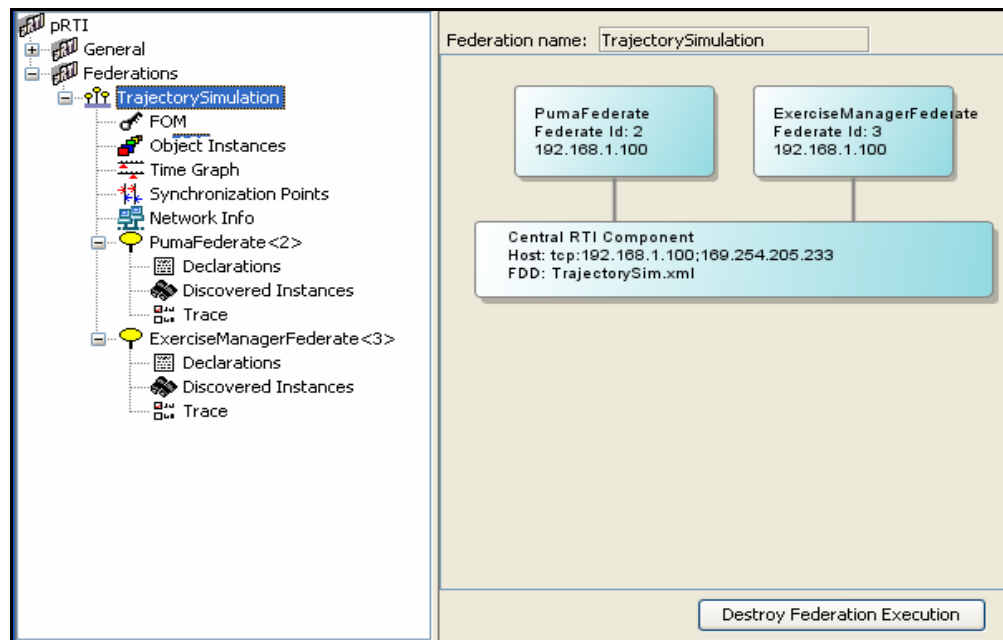 pRTI
General
Federations
TrajectorySimulation
FOM
Object Instances
Time Graph
Synchronization Points
Network Info
PumaFederate<2>
Declarations
Discovered Instances
Trace
ExerciseManagerFederate<3>
Declarations
Discovered Instances
Trace
Federation name: TrajectorySimulation
PumaFederate
Federate Id: 2
192.168.1.100
ExerciseManagerFederate
Federate Id: 3
192.168.1.100
Central RTI Component
Host: tcp:192.168.1.100;169.254.205.233
FDD: TrajectorySim.xml
Destroy Federation Execution